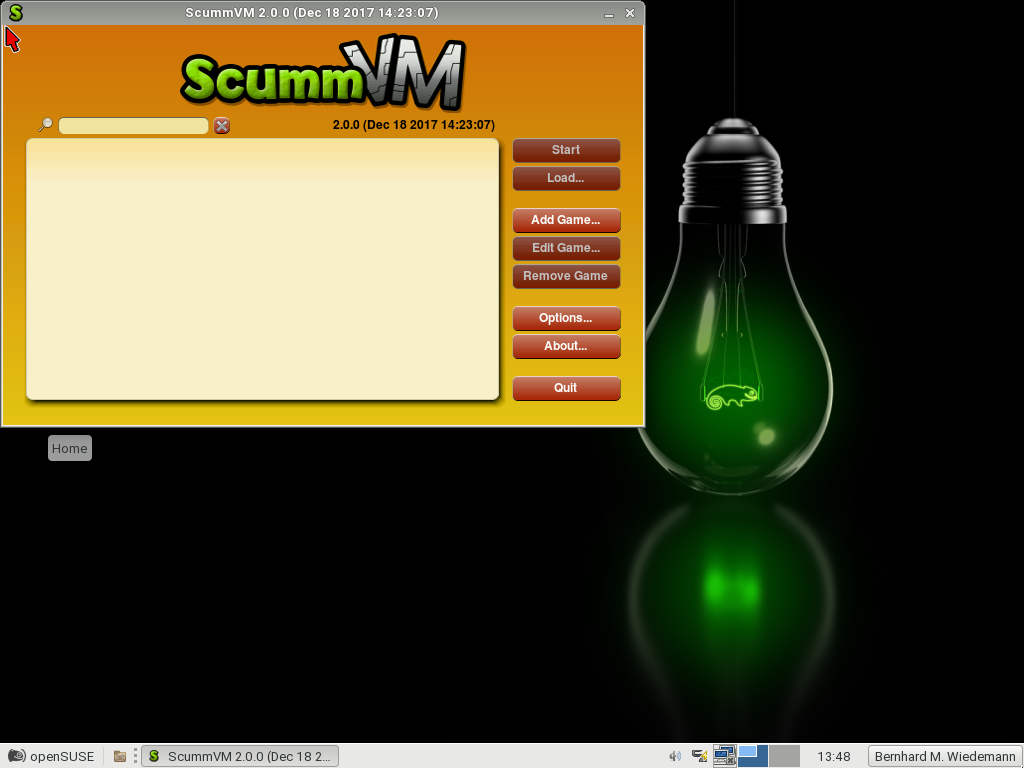 ScummVM 2.0.0 (Dec 18 2017 14:23:07)
ScummVM
2.0.0 (Dec 18 2017 14:23:07)
Start
Load...
Add Game...
Edit Game...
Remove Game
Options...
About...
Quit
Home
openSUSE
ScummVM 2.0.0 (Dec 18 2...
13:48
Bernhard M. Wiedemann